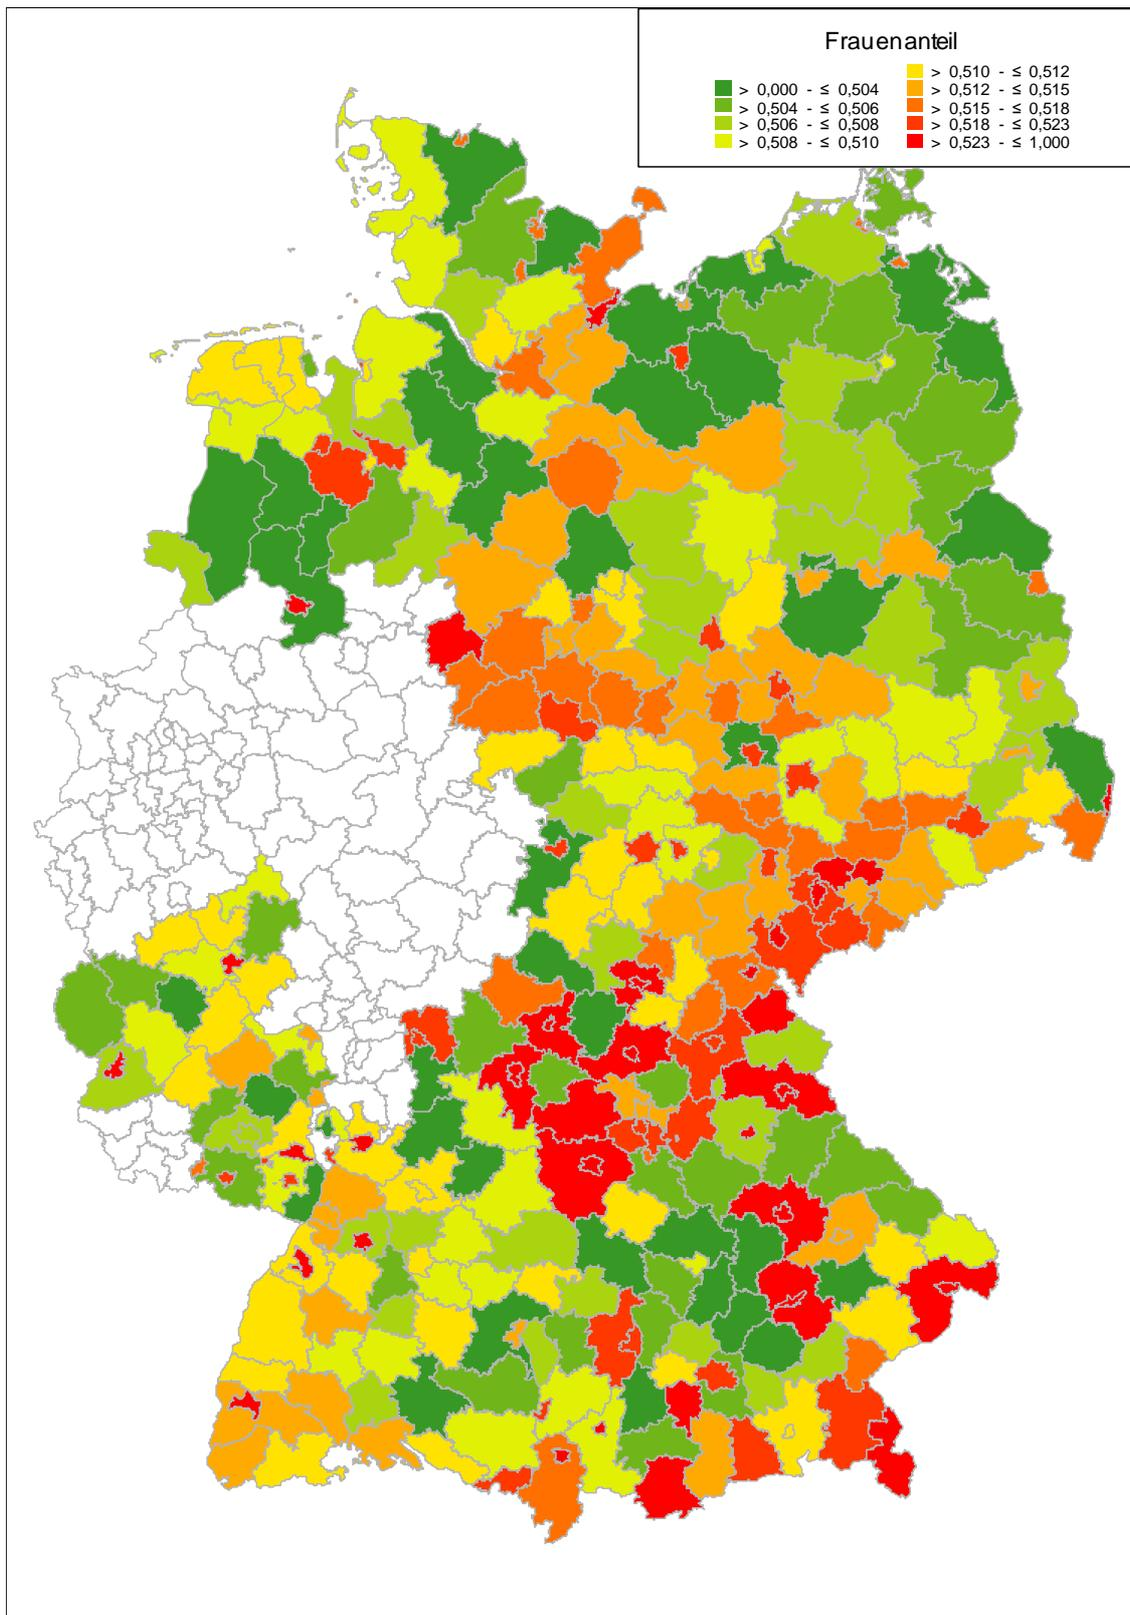 Frauenanteil
> 0,000 - ≤ 0,504
> 0,504 - ≤ 0,506
> 0,506 - ≤ 0,508
> 0,508 - ≤ 0,510
> 0,510 - ≤ 0,512
> 0,512 - ≤ 0,515
> 0,515 - ≤ 0,518
> 0,518 - ≤ 0,523
> 0,523 - ≤ 1,000